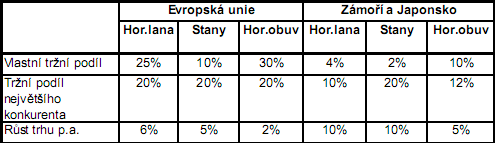 Evropská unie Zámoří a Japonsko
Hor.lana Stany Hor.obuv Hor.lana Stany Hor.obuv
Vlastní tržní podíl 25% 10% 30% 4% 2% 10%
Tržní podíl 20% 20% 20% 10% 20% 12%
největšího
konkurenta
Růst trhu p.a. 6% 5% 2% 10% 10% 5%